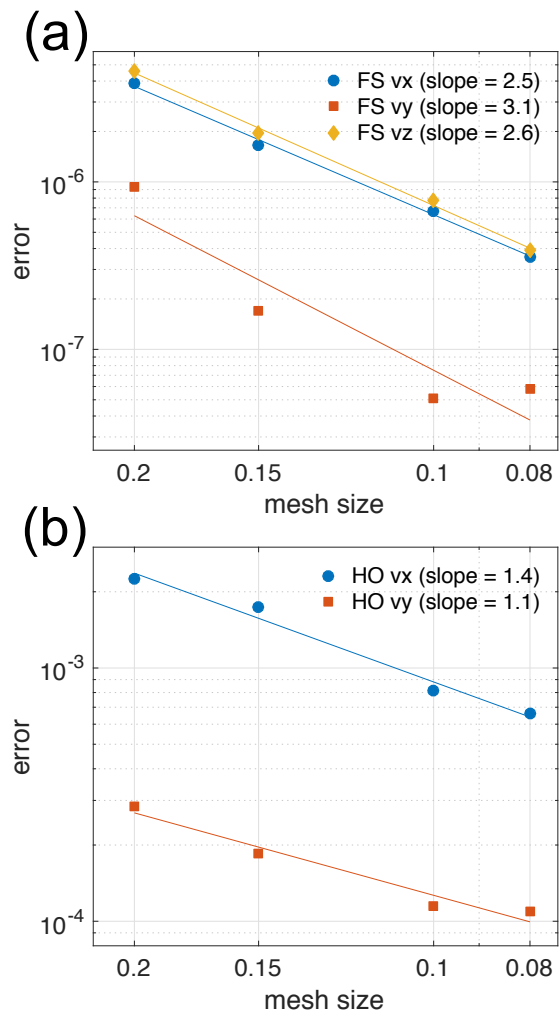 (a)
FS vx (slope = 2.5)
FS vy (slope = 3.1)
FS vz (slope = 2.6)
10^-6
10^-7
error
0.2 0.15 0.1 0.08
mesh size
(b)
HO vx (slope = 1.4)
HO vy (slope = 1.1)
10^-3
10^-4
error
0.2 0.15 0.1 0.08
mesh size